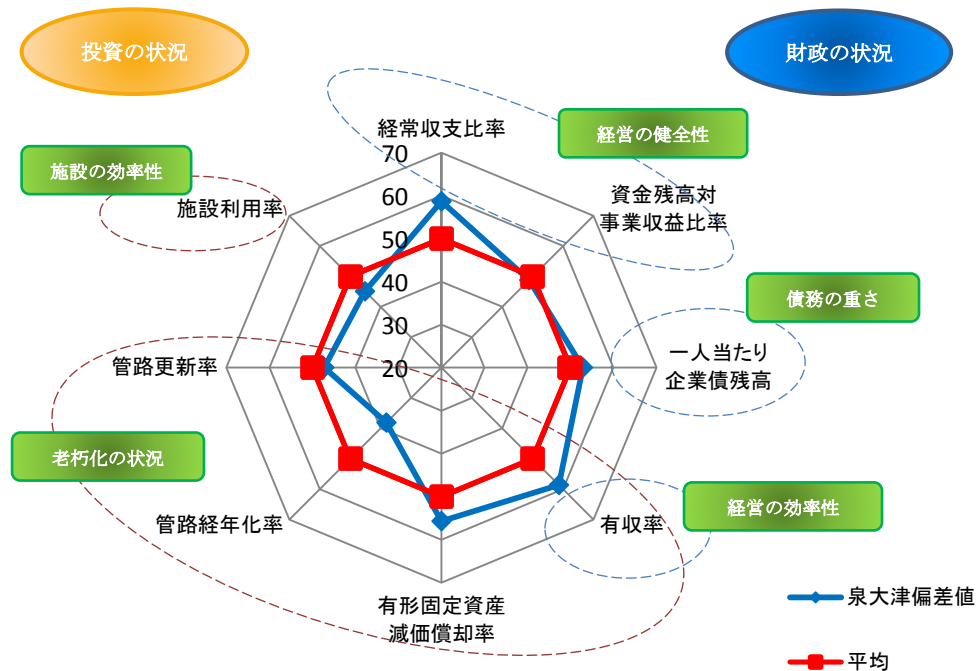 投資の状況
財政の状況
経常収支比率
経営の健全性
70
施設の効率性
資金残高対
事業収益比率
施設利用率
60
50
債務の重さ
40
一人当たり
企業債残高
管路更新率
30
20
老朽化の状況
経営の効率性
管路経年化率
有収率
有形固定資産
減価償却率
泉大津偏差値
平均